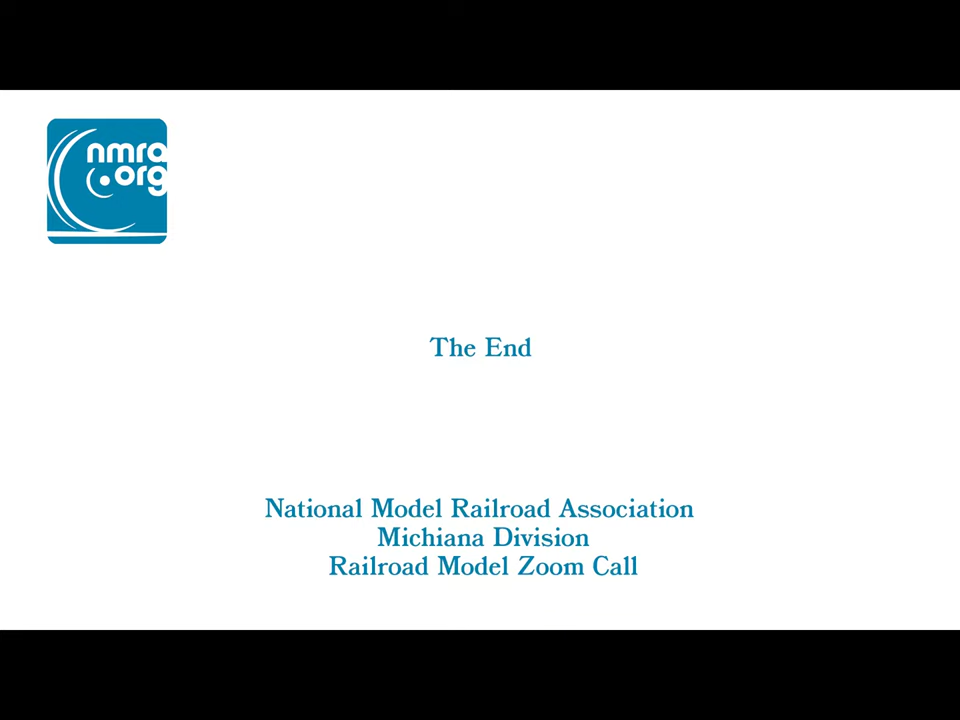 nmra
.org
The End
National Model Railroad Association
Michiana Division
Railroad Model Zoom Call